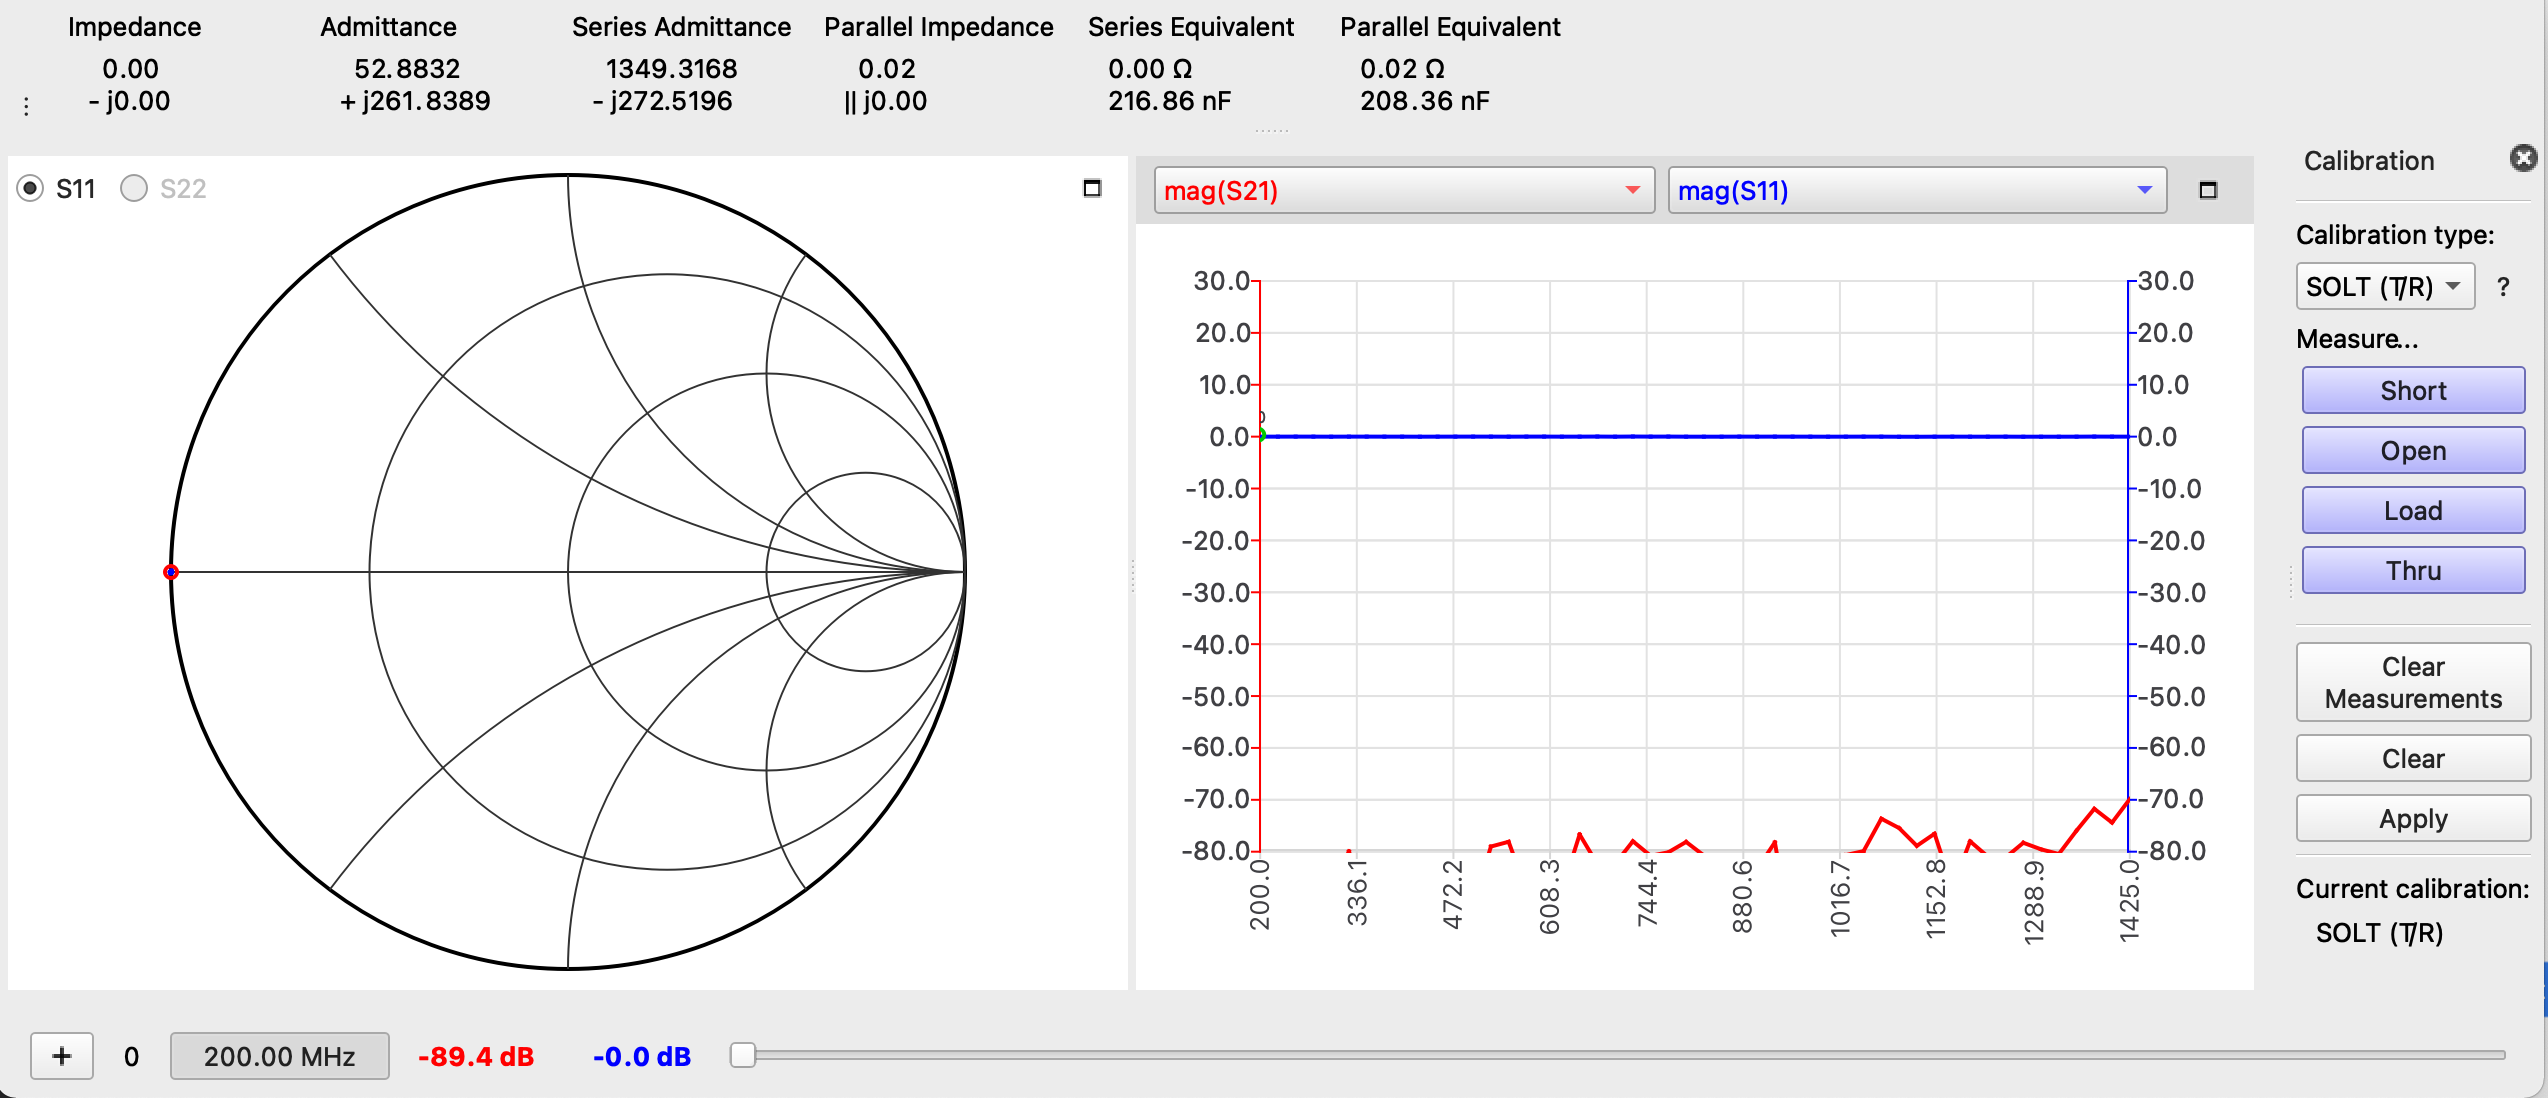 Impedance Admittance Series Admittance Parallel Impedance Series Equivalent Parallel Equivalent
0.00 52.8832 1349.3168 0.02 0.00 Ω 0.02 Ω
- j0.00 + j261.8389 - j272.5196 || j0.00 216.86 nF 208.36 nF
S11 S22
mag(S21) mag(S11)
30.0 30.0
20.0 20.0
10.0 10.0
0
0.0 0.0
-10.0 -10.0
-20.0 -20.0
-30.0 -30.0
-40.0 -40.0
-50.0 -50.0
-60.0 -60.0
-70.0 -70.0
-80.0 -80.0
200.0 336.1 472.2 608.3 744.4 880.6 1016.7 1152.8 1288.9 1425.0
Calibration
Calibration type:
SOLT (T/R) ?
Measure...
Short
Open
Load
Thru
Clear
Measurements
Clear
Apply
Current calibration:
SOLT (T/R)
+ 0 200.00 MHz -89.4 dB -0.0 dB